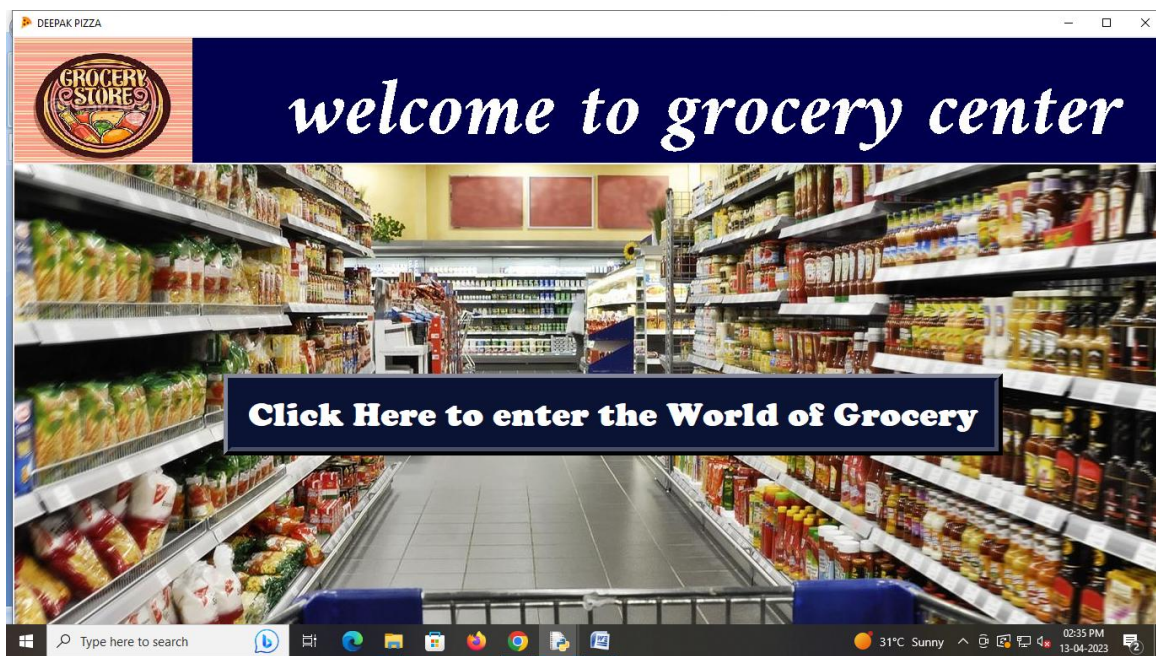 DEEPAK PIZZA
GROCERY
STORE
welcome to grocery center
Click Here to enter the World of Grocery
Type here to search
31°C Sunny
02:35 PM
13-04-2023
2